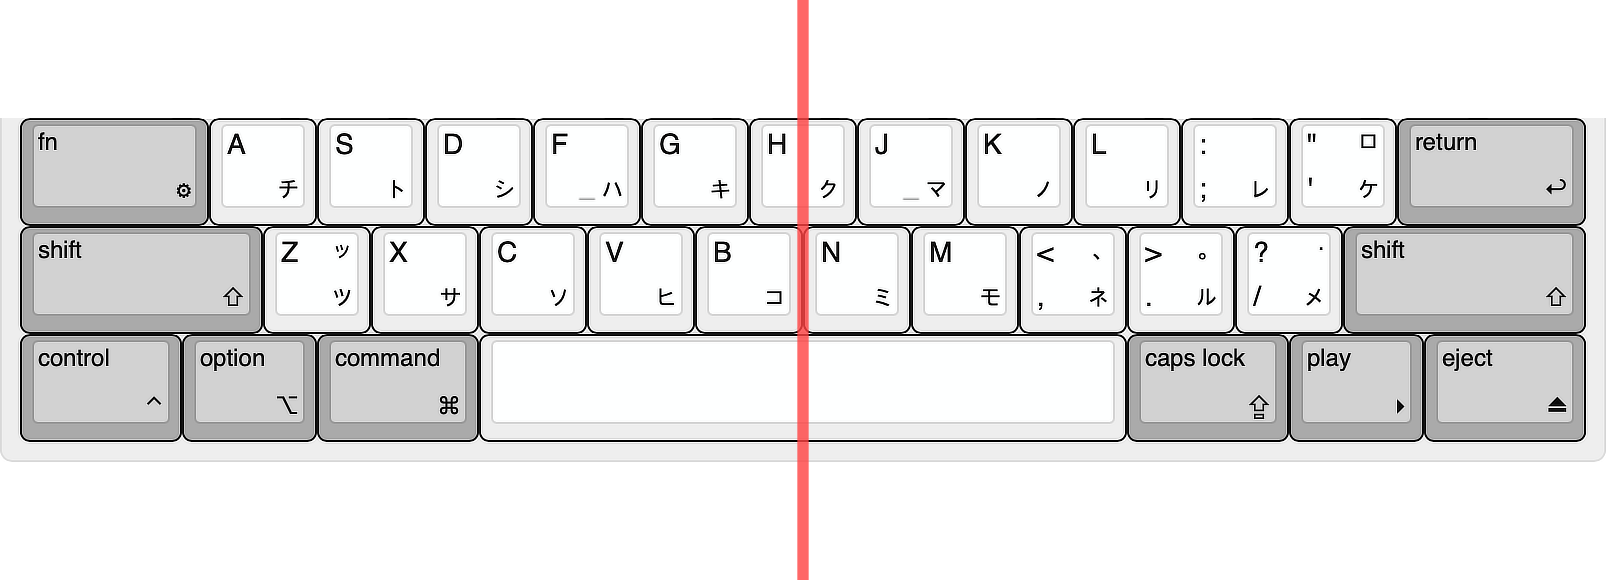 fn A S D F G H J K L : " ロ return
⚙ チ ト シ _ ハ キ ク _ マ ノ リ ; レ ' ケ ↩
shift Z ッ X C V B N M < 、 > 。 ? ・ shift
⇧ ツ サ ソ ヒ コ ミ モ , ネ . ル / メ ⇧
control option command caps lock play eject
^ ⌥ ⌘ ⇪ ▶ ⏏